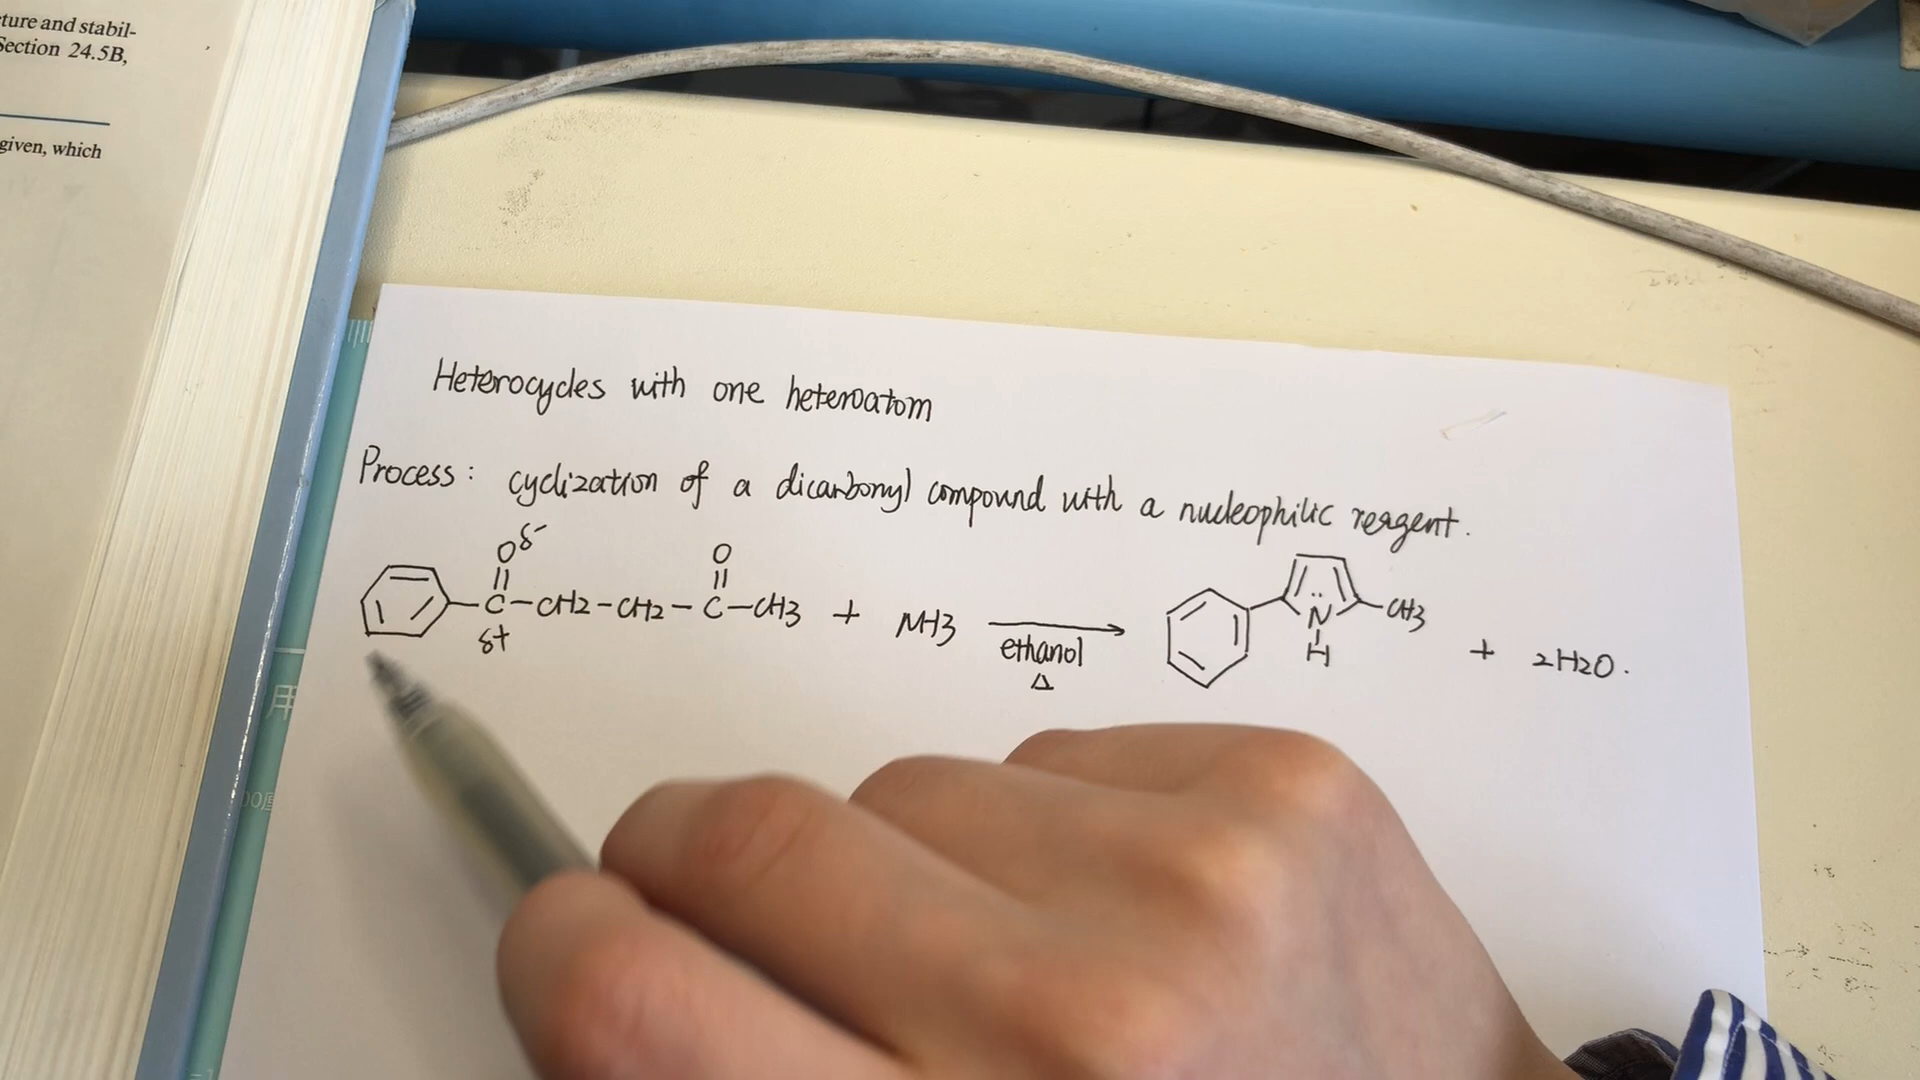 ture and stabil-
Section 24.5B,
given, which
Heterocycles with one heteroatom
Process: cyclization of a dicarbonyl compound with a nucleophilic reagent.
O δ- O
C-CH2-CH2-C-CH3 + NH3 ethanol Δ N H CH3 + 2H2O.
δ+
用